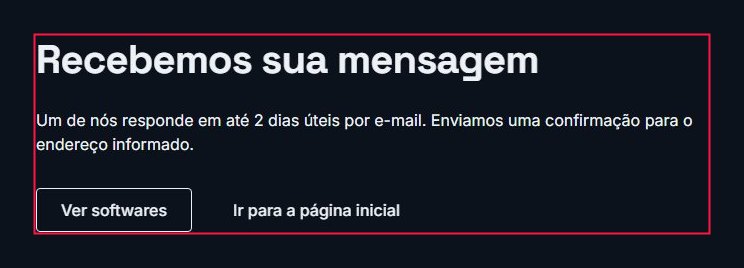 Recebemos sua mensagem
Um de nós responde em até 2 dias úteis por e-mail. Enviamos uma confirmação para o
endereço informado.
Ver softwares
Ir para a página inicial